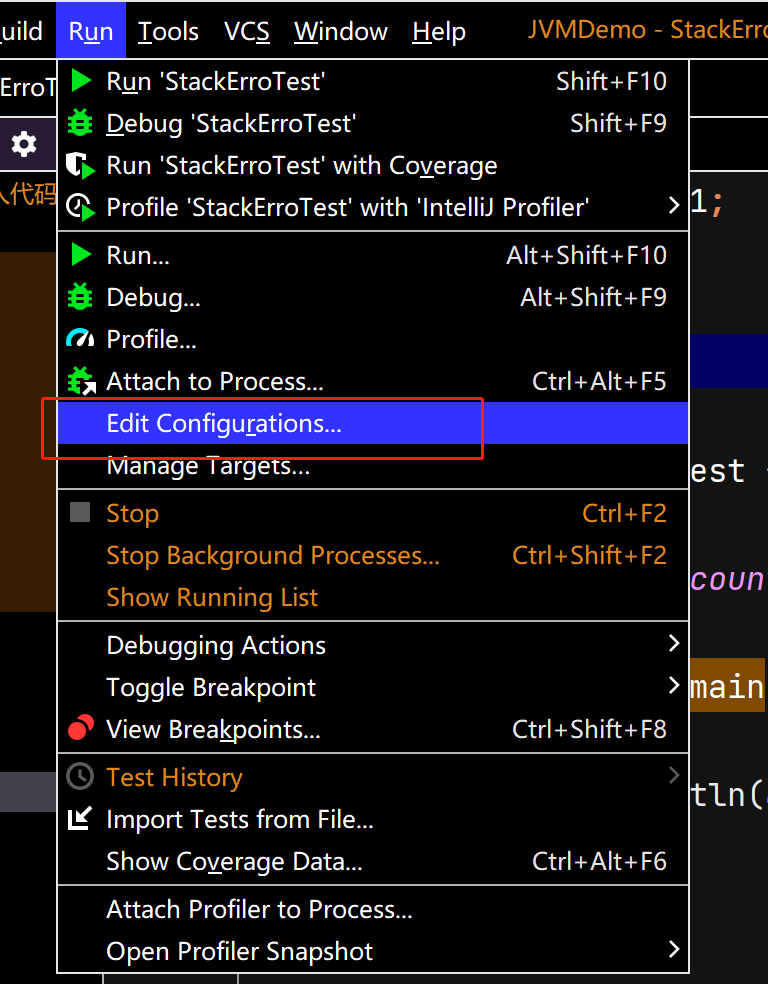 uild Run Tools VCS Window Help JVMDemo - StackErro
ErroT
Run 'StackErroTest' Shift+F10
Debug 'StackErroTest' Shift+F9
Run 'StackErroTest' with Coverage
人代码
Profile 'StackErroTest' with 'IntelliJ Profiler'
1;
Run... Alt+Shift+F10
Debug... Alt+Shift+F9
Profile...
Attach to Process... Ctrl+Alt+F5
Edit Configurations...
Manage Targets...
est
Stop Ctrl+F2
Stop Background Processes... Ctrl+Shift+F2
coun
Show Running List
Debugging Actions
Toggle Breakpoint
main
View Breakpoints... Ctrl+Shift+F8
Test History
tln(
Import Tests from File...
Show Coverage Data... Ctrl+Alt+F6
Attach Profiler to Process...
Open Profiler Snapshot